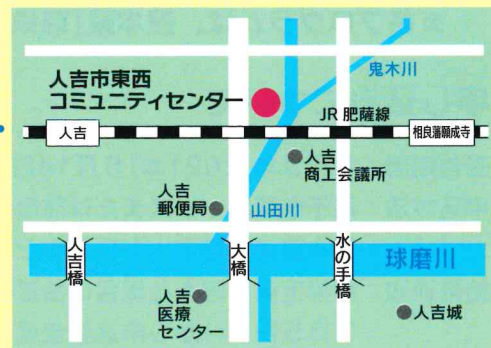 鬼木川
人吉市東西
コミュニティセンター
JR 肥薩線
人吉
相良藩願成寺
人吉
商工会議所
人吉
郵便局
山田川
人吉橋
大橋
水の手橋
球磨川
人吉
医療
センター
人吉城